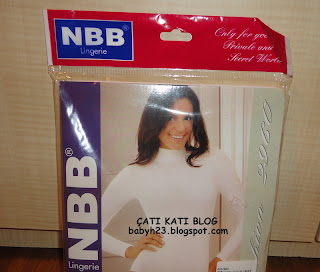 NBB®
Lingerie
Only for your
Private and
Secret World
NBB®
Lingerie
ÇATI KATI BLOG
babyh23.blogspot.com